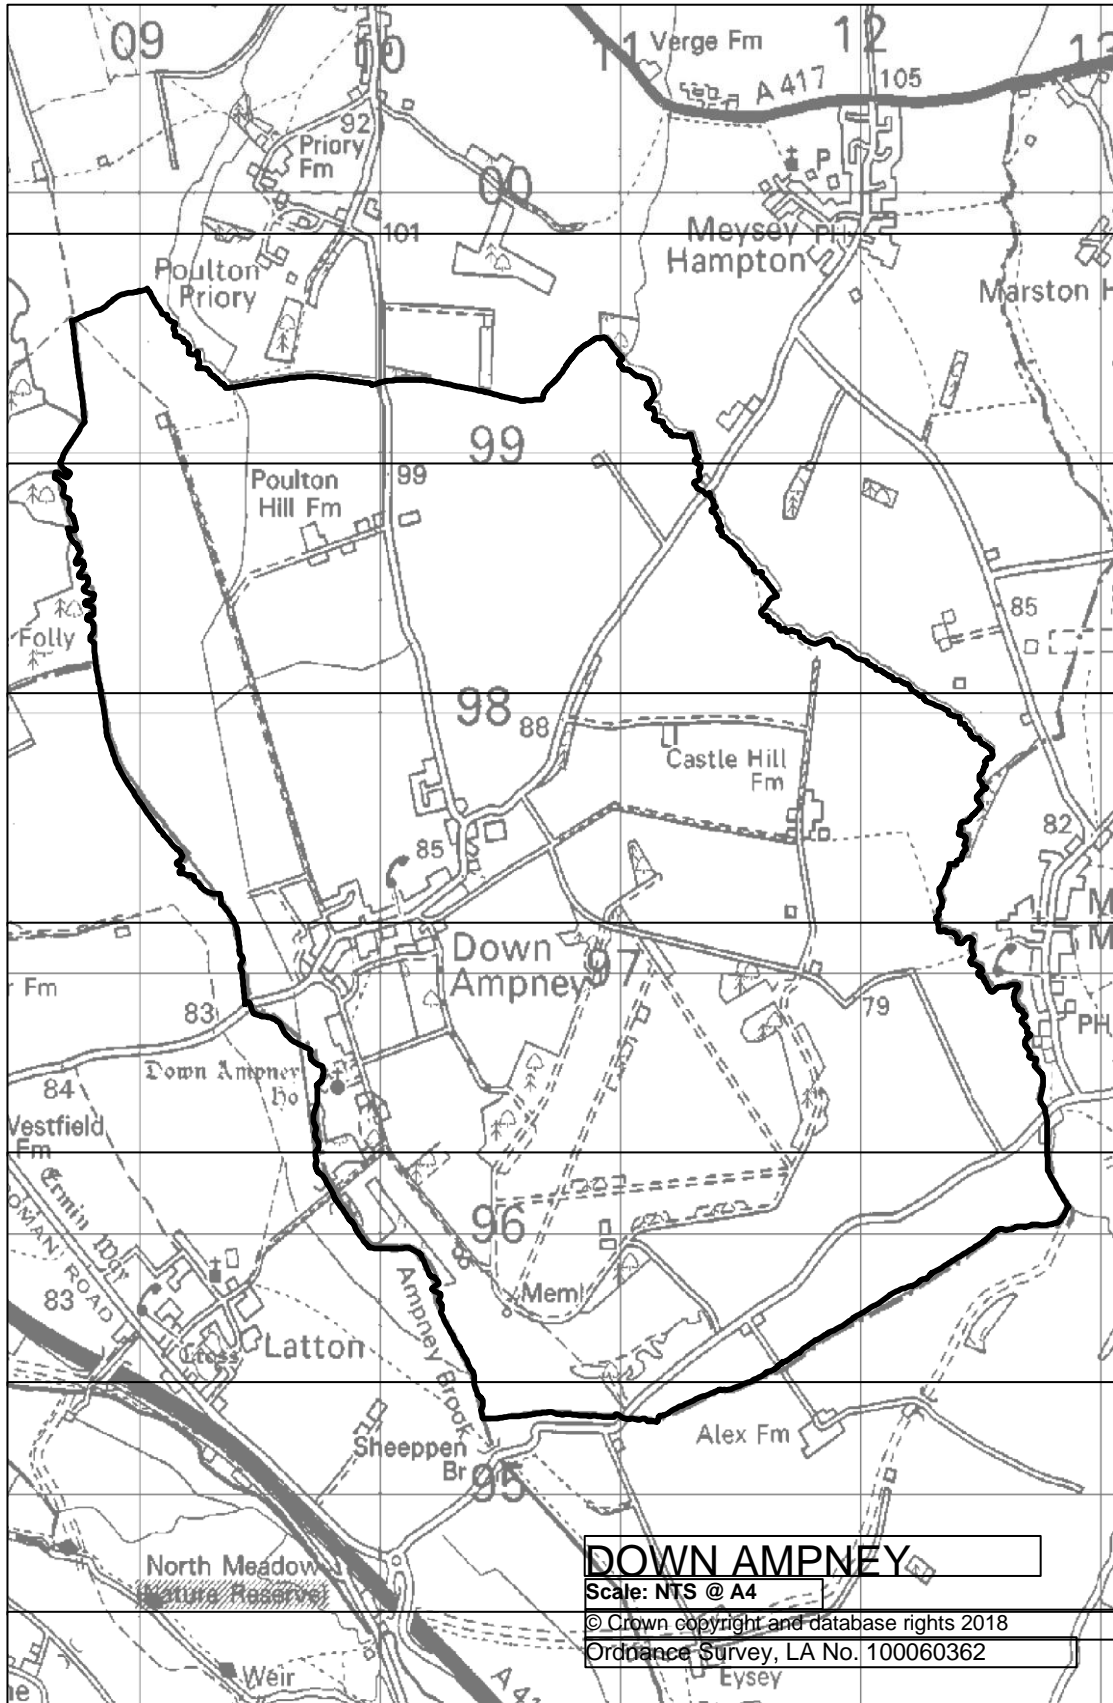 09
10
11
12
13
Verge Fm
A 417
105
92
Priory
Fm
P
00
101
Meysey
Hampton
PH
Poulton
Priory
Marston H
99
Poulton
Hill Fm
99
85
Folly
98
88
Castle Hill
Fm
82
85
Down
Ampney
97
M
M
r Fm
83
79
PH
Down Ampney
Ho
84
Westfield
Fm
Ermin Way
ROMAN ROAD
96
83
Meml
Ampney Brook
Latton
Cross
Alex Fm
Sheeppen
Br
95
North Meadow
(Nature Reserve)
DOWN AMPNEY
Scale: NTS @ A4
© Crown copyright and database rights 2018
Ordnance Survey, LA No. 100060362
Weir
Eysey